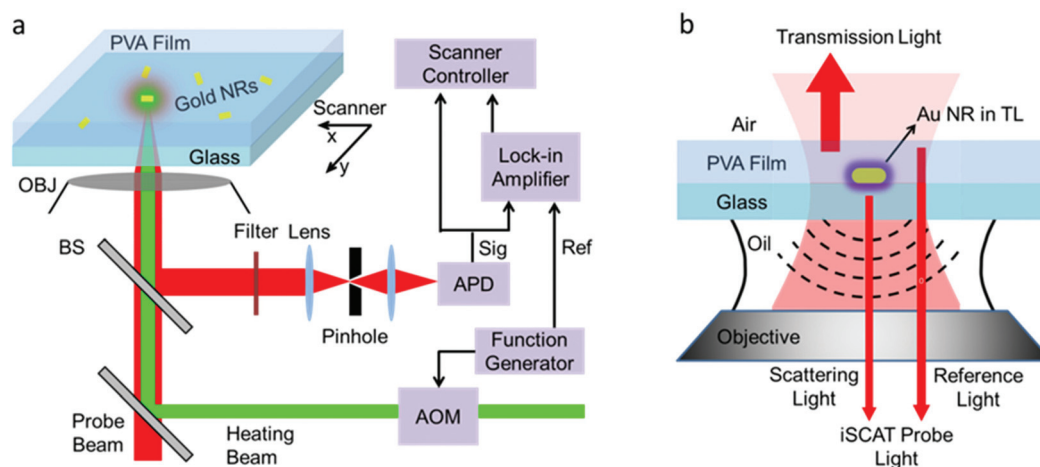 a
PVA Film
Gold NRs
Scanner
x
y
Glass
OBJ
BS
Filter
Lens
Pinhole
APD
Sig
Ref
Scanner
Controller
Lock-in
Amplifier
Function
Generator
AOM
Probe
Beam
Heating
Beam
b
Transmission Light
Au NR in TL
Air
PVA Film
Glass
Oil
Objective
Scattering
Light
Reference
Light
iSCAT Probe
Light